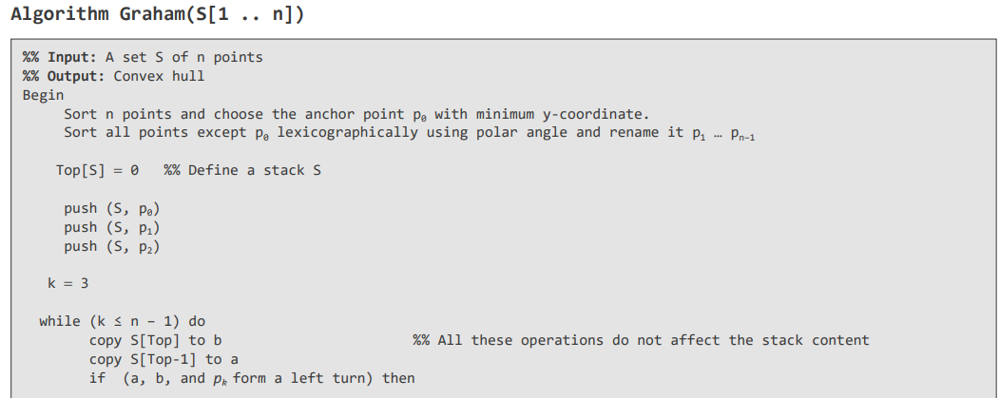 Algorithm Graham(S[1 .. n])
%% Input: A set S of n points
%% Output: Convex hull
Begin
Sort n points and choose the anchor point p₀ with minimum y-coordinate.
Sort all points except p₀ lexicographically using polar angle and rename it p₁ … pₙ₋₁
Top[S] = 0 %% Define a stack S
push (S, p₀)
push (S, p₁)
push (S, p₂)
k = 3
while (k ≤ n – 1) do
copy S[Top] to b %% All these operations do not affect the stack content
copy S[Top-1] to a
if (a, b, and pₖ form a left turn) then